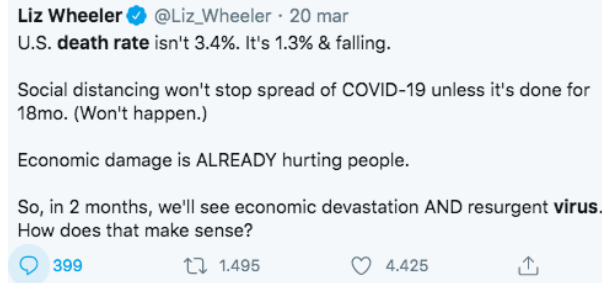 Liz Wheeler @Liz_Wheeler · 20 mar
U.S. death rate isn't 3.4%. It's 1.3% & falling.
Social distancing won't stop spread of COVID-19 unless it's done for
18mo. (Won't happen.)
Economic damage is ALREADY hurting people.
So, in 2 months, we'll see economic devastation AND resurgent virus.
How does that make sense?
399 1.495 4.425